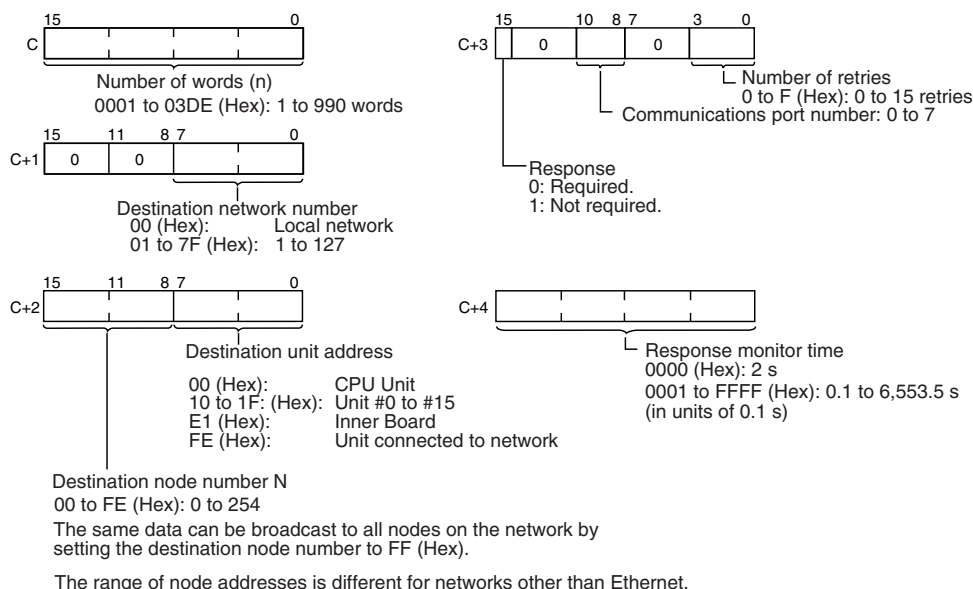 15 0
C
Number of words (n)
0001 to 03DE (Hex): 1 to 990 words
15 11 8 7 0
C+1 0 0
Destination network number
00 (Hex): Local network
01 to 7F (Hex): 1 to 127
15 11 8 7 0
C+2
Destination unit address
00 (Hex): CPU Unit
10 to 1F: (Hex): Unit #0 to #15
E1 (Hex): Inner Board
FE (Hex): Unit connected to network
Destination node number N
00 to FE (Hex): 0 to 254
The same data can be broadcast to all nodes on the network by
setting the destination node number to FF (Hex).
The range of node addresses is different for networks other than Ethernet.
15 10 8 7 3 0
C+3 0 0
Number of retries
0 to F (Hex): 0 to 15 retries
Communications port number: 0 to 7
Response
0: Required.
1: Not required.
C+4
Response monitor time
0000 (Hex): 2 s
0001 to FFFF (Hex): 0.1 to 6,553.5 s
(in units of 0.1 s)